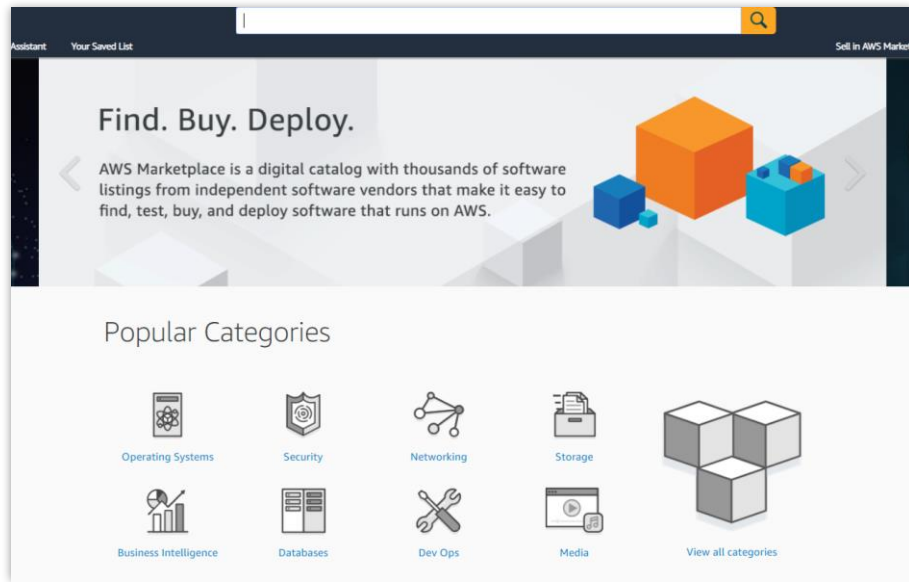 Assistant Your Saved List Sell in AWS Market
Find. Buy. Deploy.
AWS Marketplace is a digital catalog with thousands of software
listings from independent software vendors that make it easy to
find, test, buy, and deploy software that runs on AWS.
Popular Categories
Operating Systems Security Networking Storage
Business Intelligence Databases Dev Ops Media View all categories